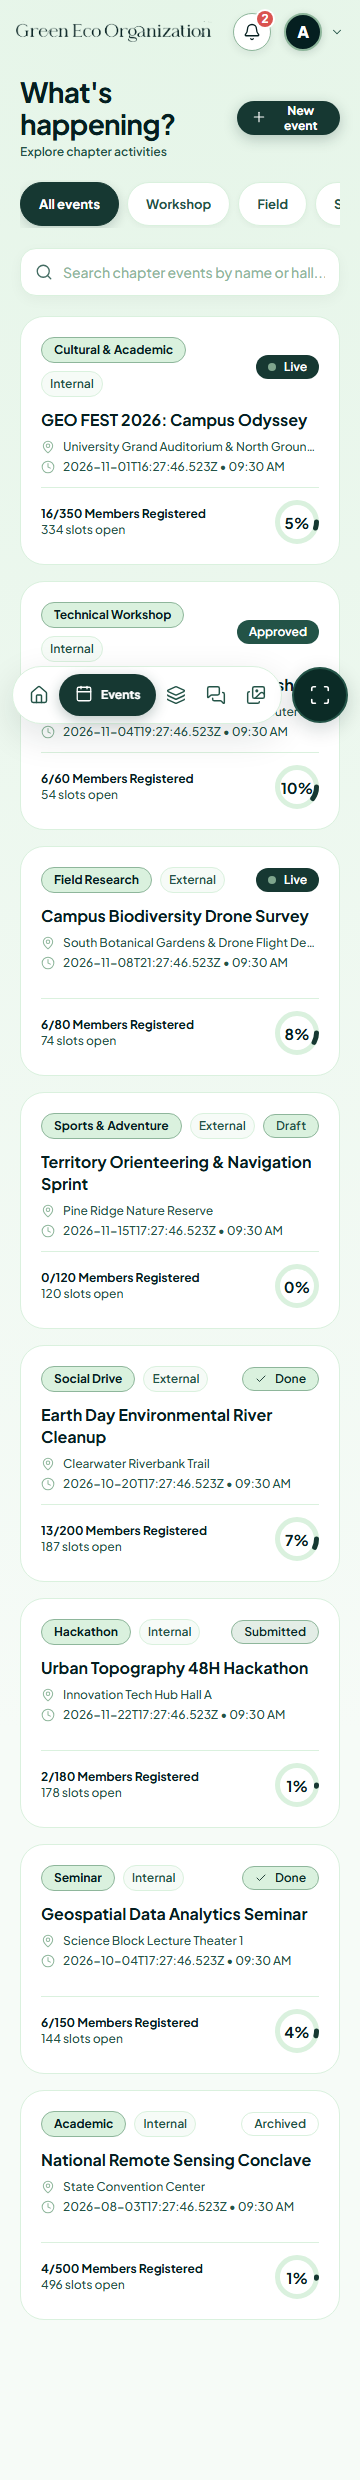 Green Eco Organization
2
A
What's
happening?
Explore chapter activities
New
event
All events
Workshop
Field
S
Search chapter events by name or hall...
Cultural & Academic
Internal
Live
GEO FEST 2026: Campus Odyssey
University Grand Auditorium & North Groun...
2026-11-01T16:27:46.523Z • 09:30 AM
16/350 Members Registered
334 slots open
5%
Technical Workshop
Internal
Approved
Events
2026-11-04T19:27:46.523Z • 09:30 AM
6/60 Members Registered
54 slots open
10%
Field Research
External
Live
Campus Biodiversity Drone Survey
South Botanical Gardens & Drone Flight De...
2026-11-08T21:27:46.523Z • 09:30 AM
6/80 Members Registered
74 slots open
8%
Sports & Adventure
External
Draft
Territory Orienteering & Navigation
Sprint
Pine Ridge Nature Reserve
2026-11-15T17:27:46.523Z • 09:30 AM
0/120 Members Registered
120 slots open
0%
Social Drive
External
Done
Earth Day Environmental River
Cleanup
Clearwater Riverbank Trail
2026-10-20T17:27:46.523Z • 09:30 AM
13/200 Members Registered
187 slots open
7%
Hackathon
Internal
Submitted
Urban Topography 48H Hackathon
Innovation Tech Hub Hall A
2026-11-22T17:27:46.523Z • 09:30 AM
2/180 Members Registered
178 slots open
1%
Seminar
Internal
Done
Geospatial Data Analytics Seminar
Science Block Lecture Theater 1
2026-10-04T17:27:46.523Z • 09:30 AM
6/150 Members Registered
144 slots open
4%
Academic
Internal
Archived
National Remote Sensing Conclave
State Convention Center
2026-08-03T17:27:46.523Z • 09:30 AM
4/500 Members Registered
496 slots open
1%